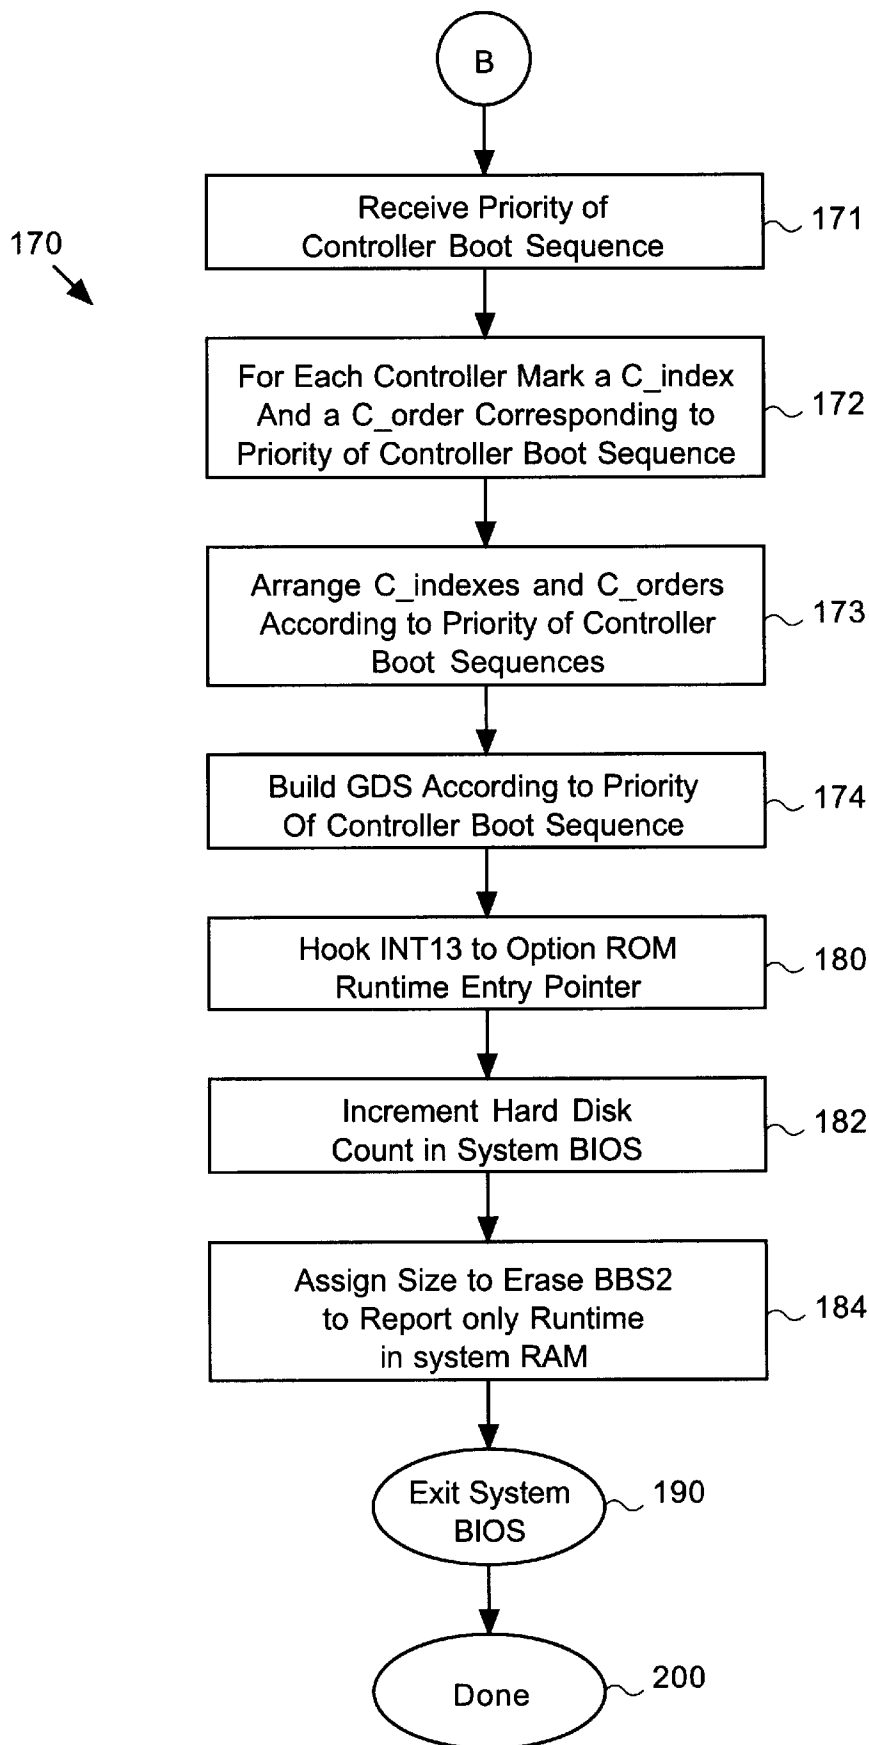 B
Receive Priority of
Controller Boot Sequence
171
170
For Each Controller Mark a C_index
And a C_order Corresponding to
Priority of Controller Boot Sequence
172
Arrange C_indexes and C_orders
According to Priority of Controller
Boot Sequences
173
Build GDS According to Priority
Of Controller Boot Sequence
174
Hook INT13 to Option ROM
Runtime Entry Pointer
180
Increment Hard Disk
Count in System BIOS
182
Assign Size to Erase BBS2
to Report only Runtime
in system RAM
184
Exit System
BIOS
190
Done
200